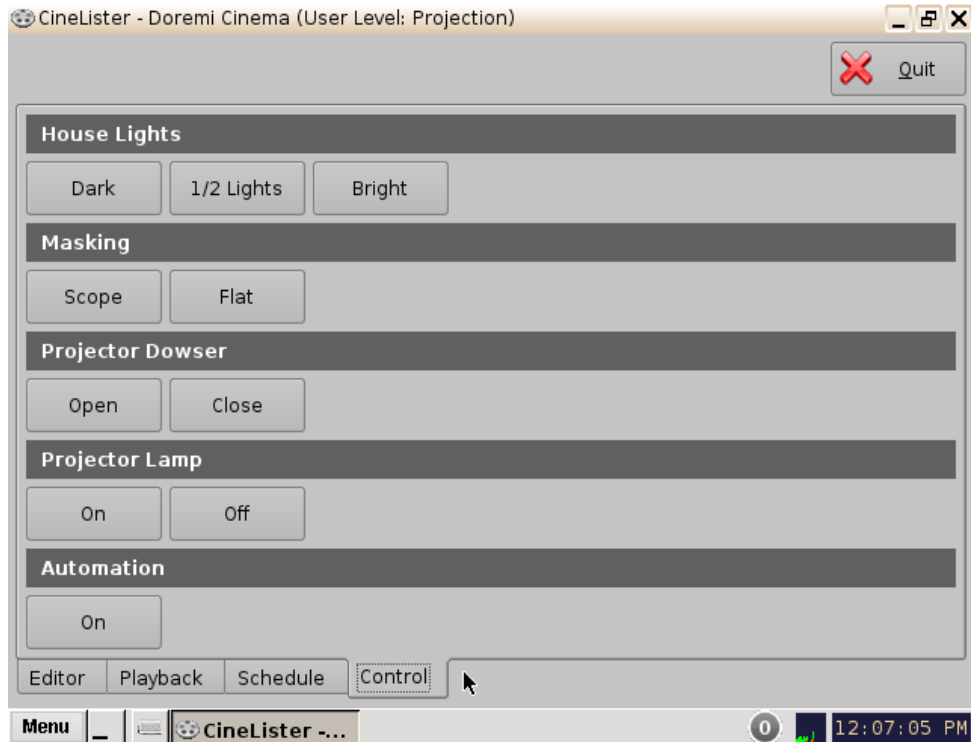 CineLister - Doremi Cinema (User Level: Projection)
Quit
House Lights
Dark 1/2 Lights Bright
Masking
Scope Flat
Projector Dowser
Open Close
Projector Lamp
On Off
Automation
On
Editor Playback Schedule Control
Menu CineLister -... 0 12:07:05 PM